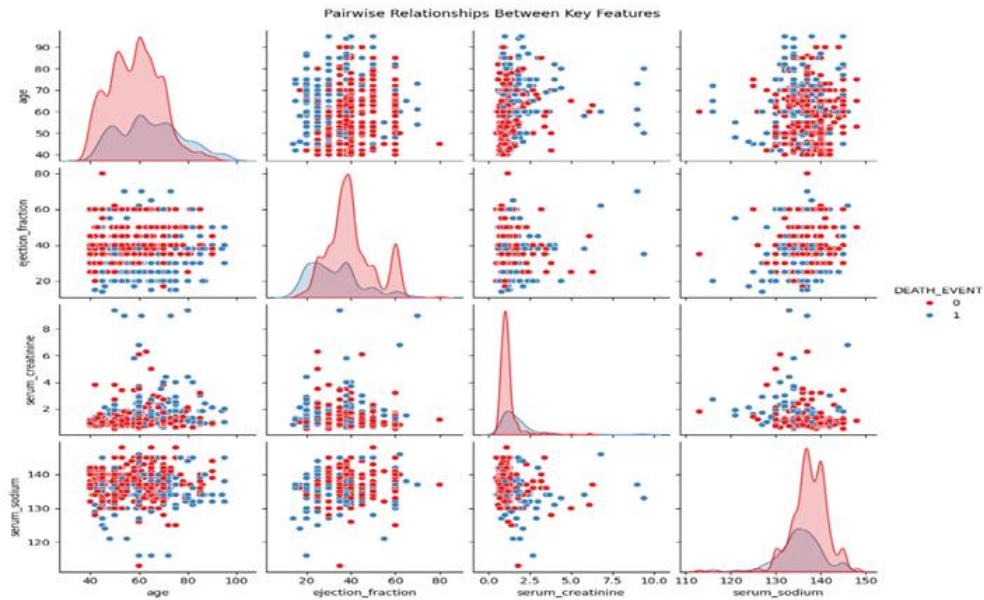 Pairwise Relationships Between Key Features
age
90
80
70
60
50
40
ejection_fraction
80
60
40
20
serum_creatinine
8
6
4
2
serum_sodium
140
130
120
DEATH_EVENT
0
1
40 60 80 100
20 40 60 80
0.0 2.5 5.0 7.5 10.0
110 120 130 140 150
age
ejection_fraction
serum_creatinine
serum_sodium